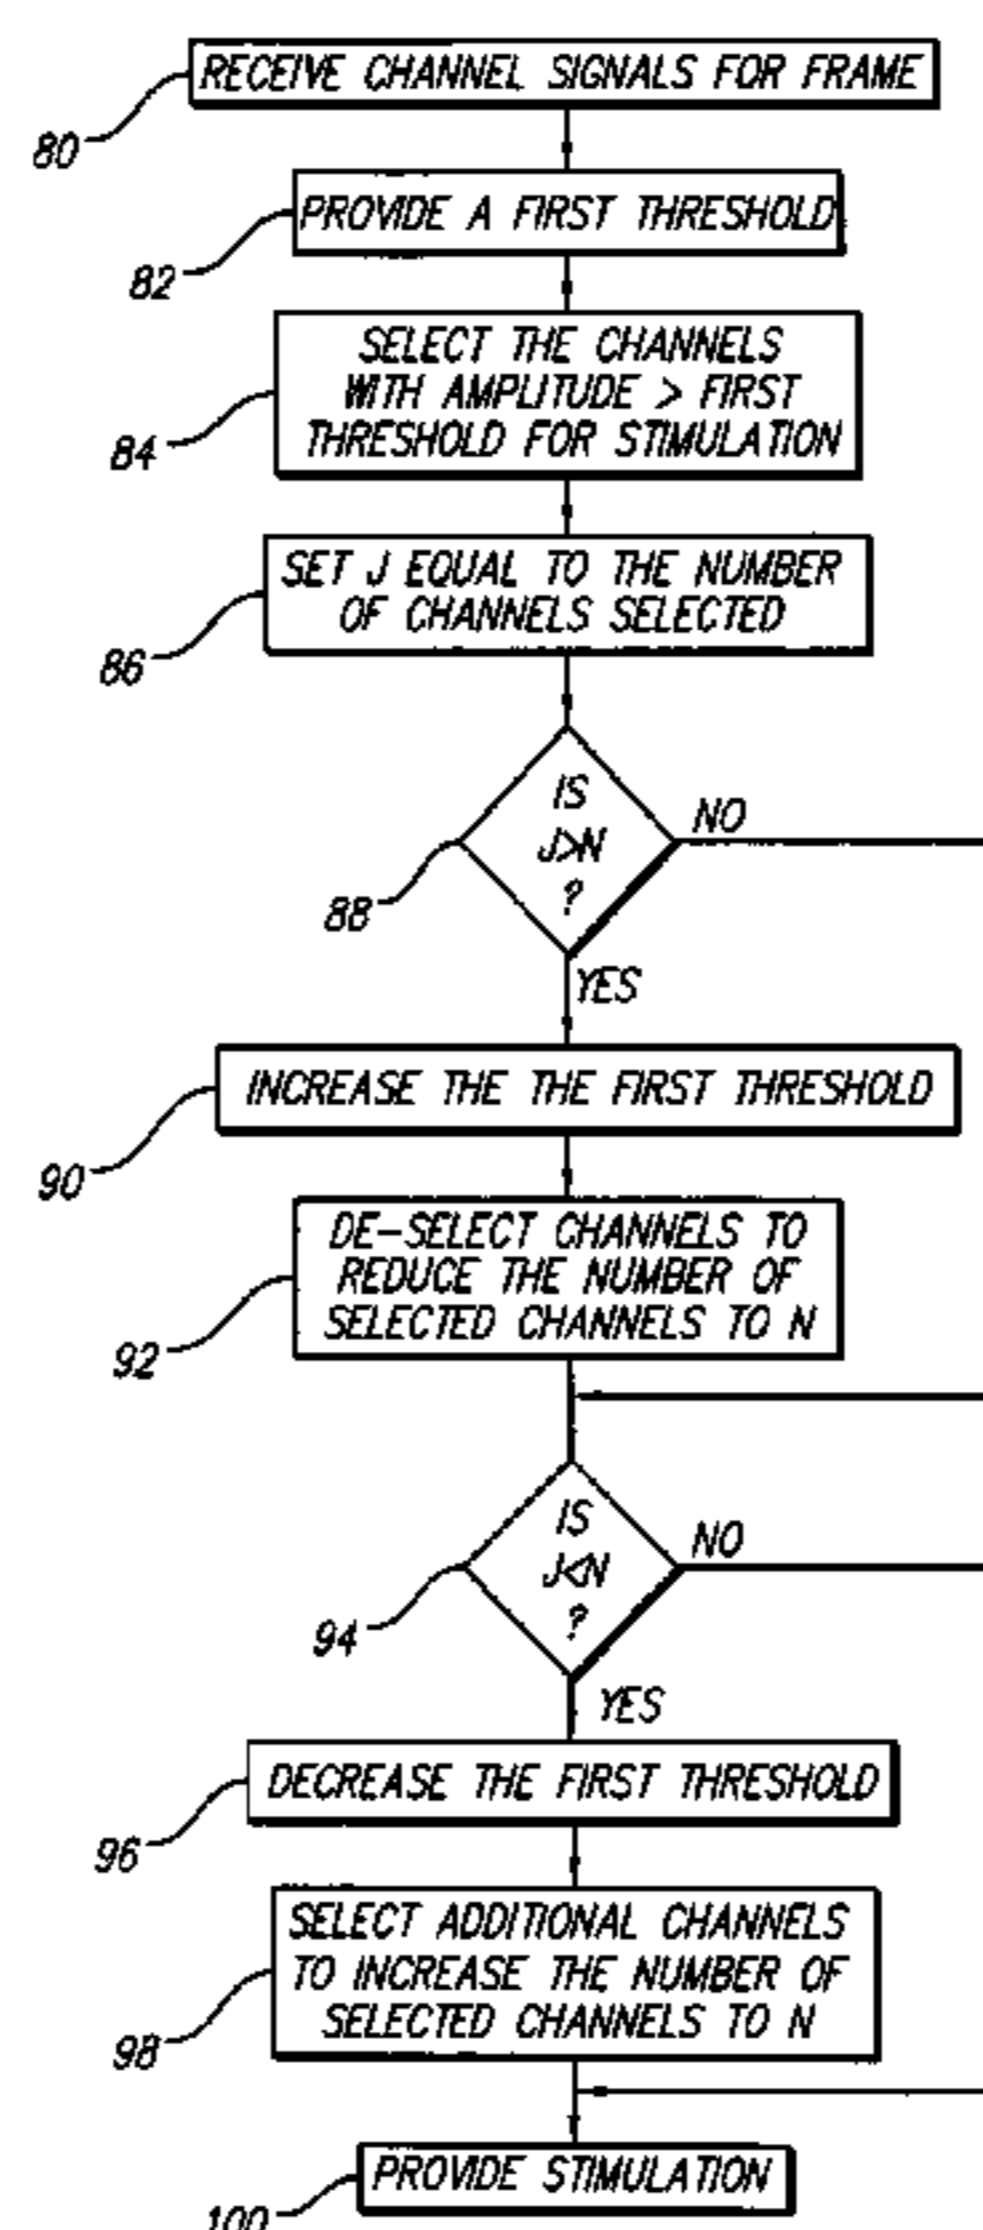 RECEIVE CHANNEL SIGNALS FOR FRAME
80
PROVIDE A FIRST THRESHOLD
82
SELECT THE CHANNELS
WITH AMPLITUDE > FIRST
THRESHOLD FOR STIMULATION
84
SET J EQUAL TO THE NUMBER
OF CHANNELS SELECTED
86
IS
J>N
?
NO
88
YES
INCREASE THE THE FIRST THRESHOLD
90
DE-SELECT CHANNELS TO
REDUCE THE NUMBER OF
SELECTED CHANNELS TO N
92
IS
J<N
?
NO
94
YES
DECREASE THE FIRST THRESHOLD
96
SELECT ADDITIONAL CHANNELS
TO INCREASE THE NUMBER OF
SELECTED CHANNELS TO N
98
PROVIDE STIMULATION
100